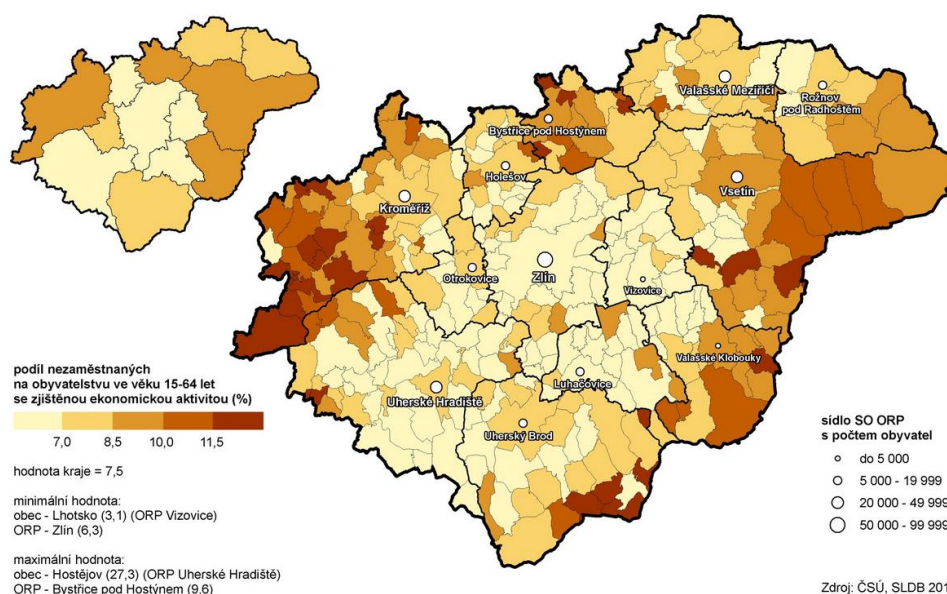 Valašské Meziříčí
Rožnov
pod Radhoštěm
Bystřice pod Hostýnem
Holešov
Vsetín
Kroměříž
Otrokovice
Zlín
Vizovice
Valašské Klobouky
Luhačovice
Uherské Hradiště
Uherský Brod
podíl nezaměstnaných
na obyvatelstvu ve věku 15-64 let
se zjištěnou ekonomickou aktivitou (%)
7,0 8,5 10,0 11,5
hodnota kraje = 7,5
minimální hodnota:
obec - Lhotsko (3,1) (ORP Vizovice)
ORP - Zlín (6,3)
maximální hodnota:
obec - Hostějov (27,3) (ORP Uherské Hradiště)
ORP - Bystřice pod Hostýnem (9,6)
sídlo SO ORP
s počtem obyvatel
do 5 000
5 000 - 19 999
20 000 - 49 999
50 000 - 99 999
Zdroj: ČSÚ, SLDB 201